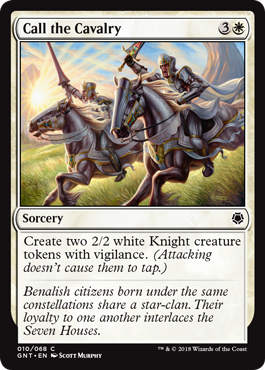 Call the Cavalry 3
Sorcery
Create two 2/2 white Knight creature
tokens with vigilance. (Attacking
doesn't cause them to tap.)
Benalish citizens born under the same
constellations share a star-clan. Their
loyalty to one another interlaces the
Seven Houses.
010/068 C
GNT • EN SCOTT MURPHY
™ & © 2018 Wizards of the Coast